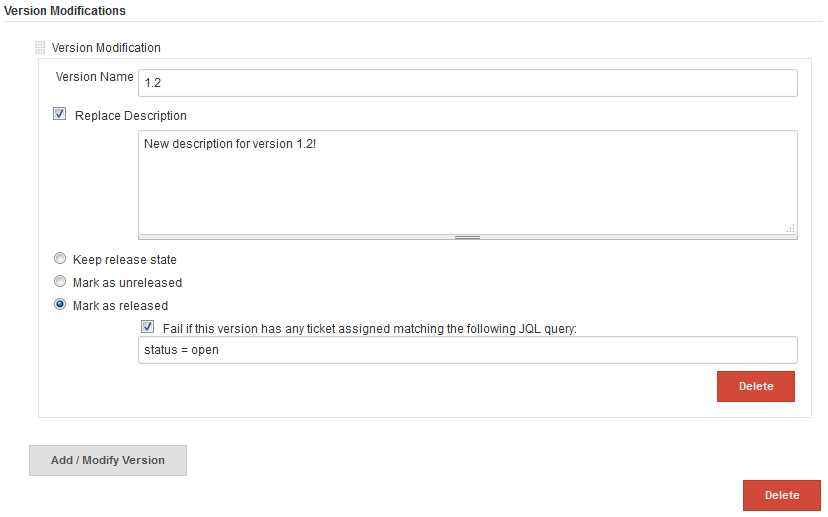 Version Modifications
Version Modification
Version Name
1.2
Replace Description
New description for version 1.2!
Keep release state
Mark as unreleased
Mark as released
Fail if this version has any ticket assigned matching the following JQL query:
status = open
Delete
Add / Modify Version
Delete